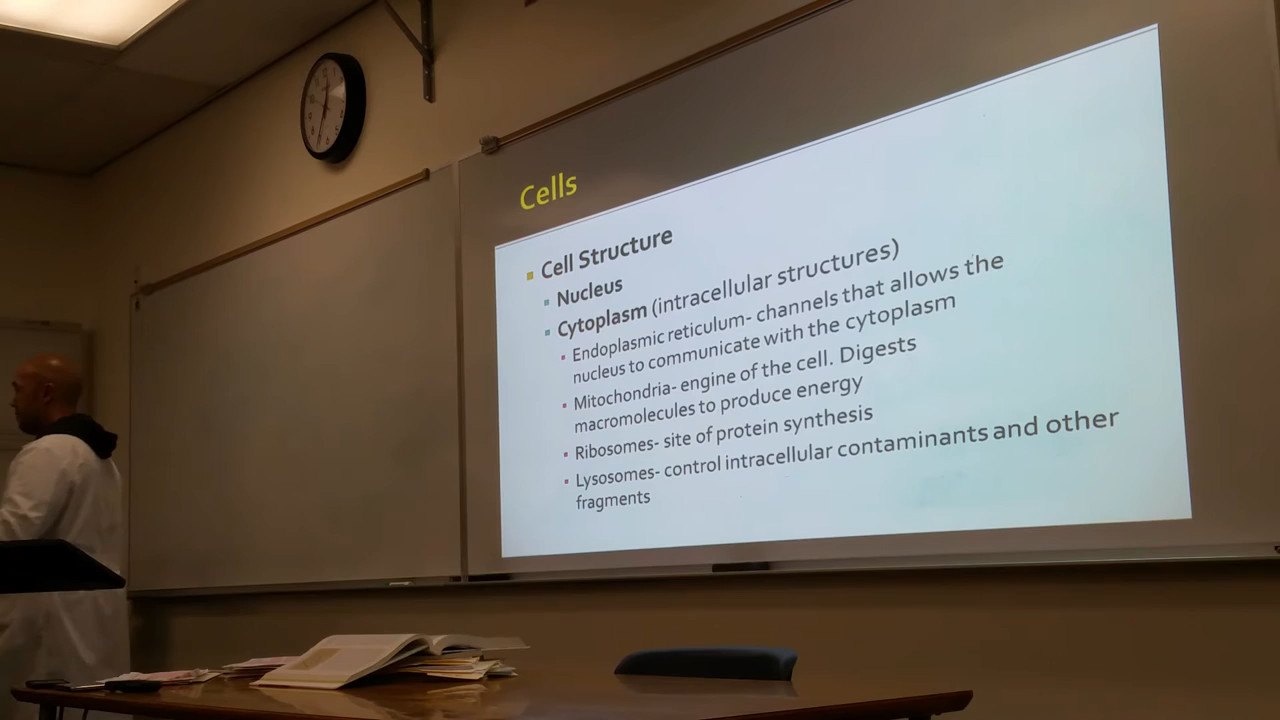 Cells
Cell Structure
Nucleus
Cytoplasm (intracellular structures)
Endoplasmic reticulum- channels that allows the
nucleus to communicate with the cytoplasm
Mitochondria- engine of the cell. Digests
macromolecules to produce energy
Ribosomes- site of protein synthesis
Lysosomes- control intracellular contaminants and other
fragments